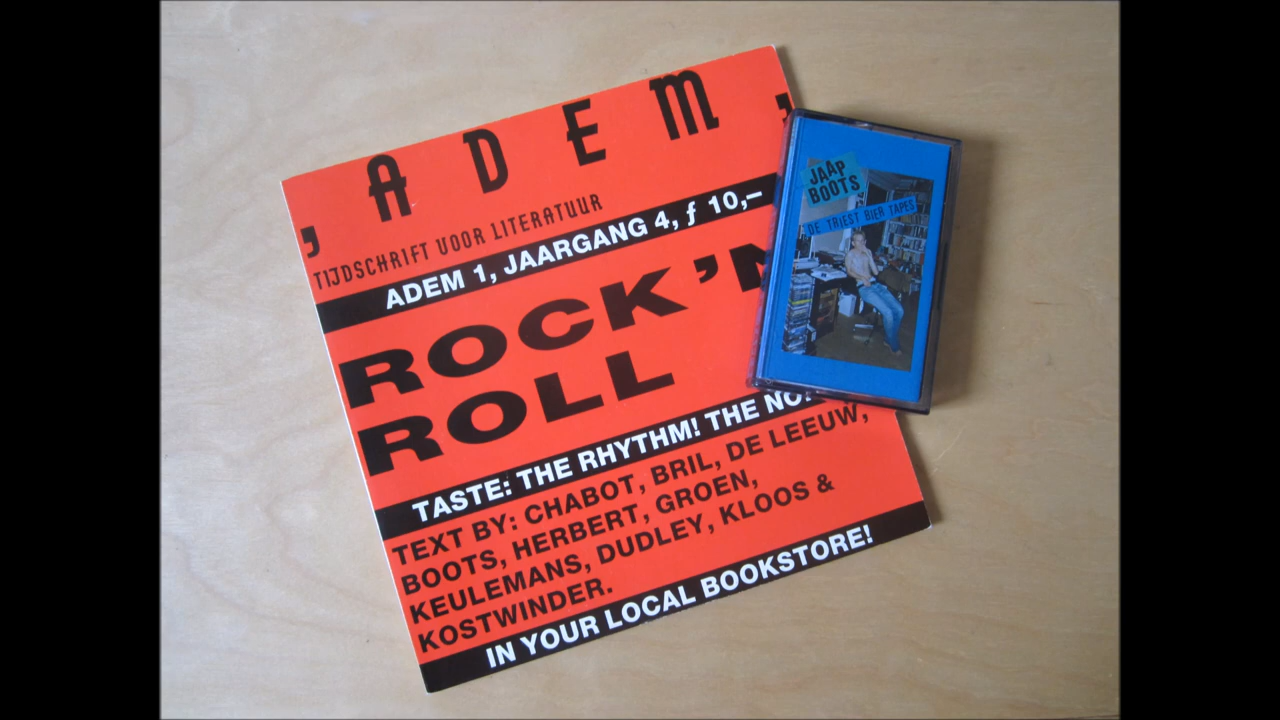 , ADEM ,
TIJDSCHRIFT VOOR LITERATUUR
ADEM 1, JAARGANG 4, ƒ 10,–
ROCK 'N
ROLL
TASTE: THE RHYTHM! THE
TEXT BY: CHABOT, BRIL, DE LEEUW,
BOOTS, HERBERT, GROEN,
KEULEMANS, DUDLEY, KLOOS &
KOSTWINDER.
IN YOUR LOCAL BOOKSTORE!
JAAP
BOOTS
DE TRIEST BIER TAPES